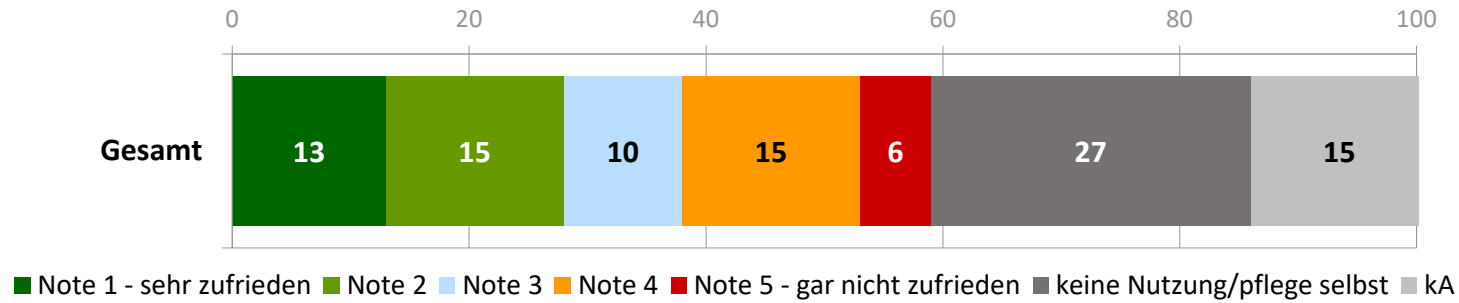 0 20 40 60 80 100
Gesamt 13 15 10 15 6 27 15
Note 1 - sehr zufrieden Note 2 Note 3 Note 4 Note 5 - gar nicht zufrieden keine Nutzung/pflege selbst kA